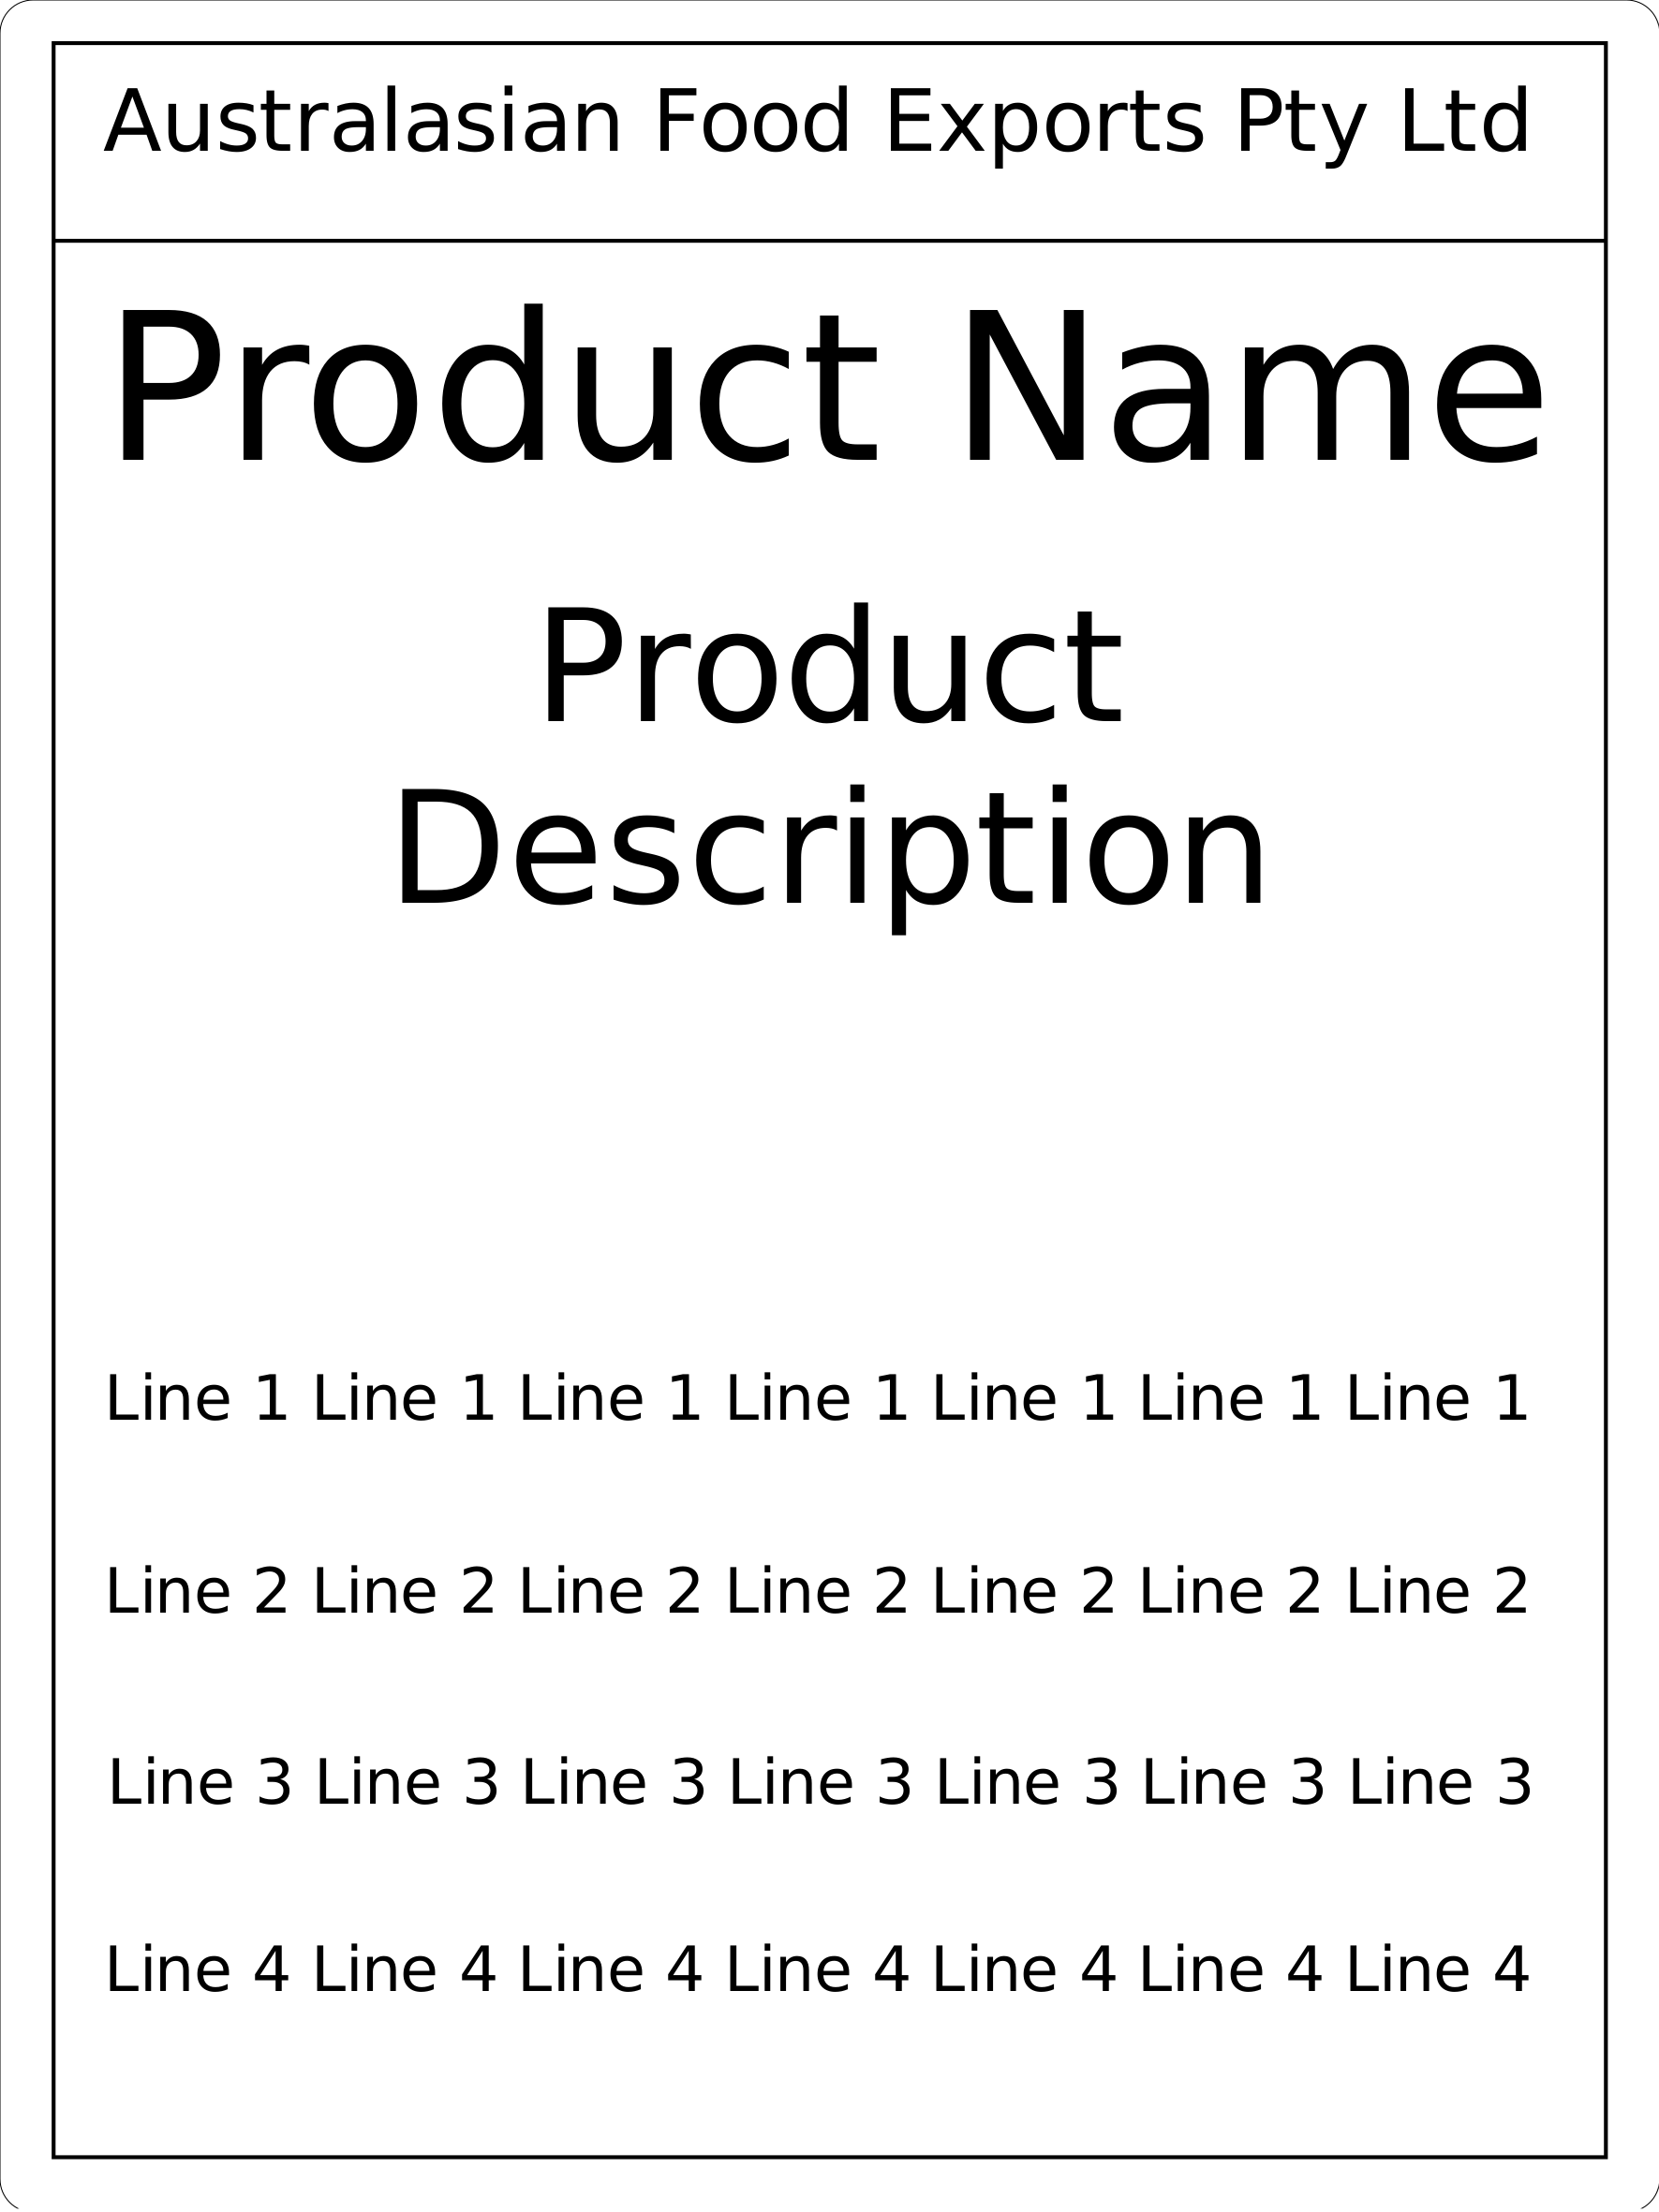 Australasian Food Exports Pty Ltd
Product Name
Product
Description
Line 1 Line 1 Line 1 Line 1 Line 1 Line 1 Line 1
Line 2 Line 2 Line 2 Line 2 Line 2 Line 2 Line 2
Line 3 Line 3 Line 3 Line 3 Line 3 Line 3 Line 3
Line 4 Line 4 Line 4 Line 4 Line 4 Line 4 Line 4